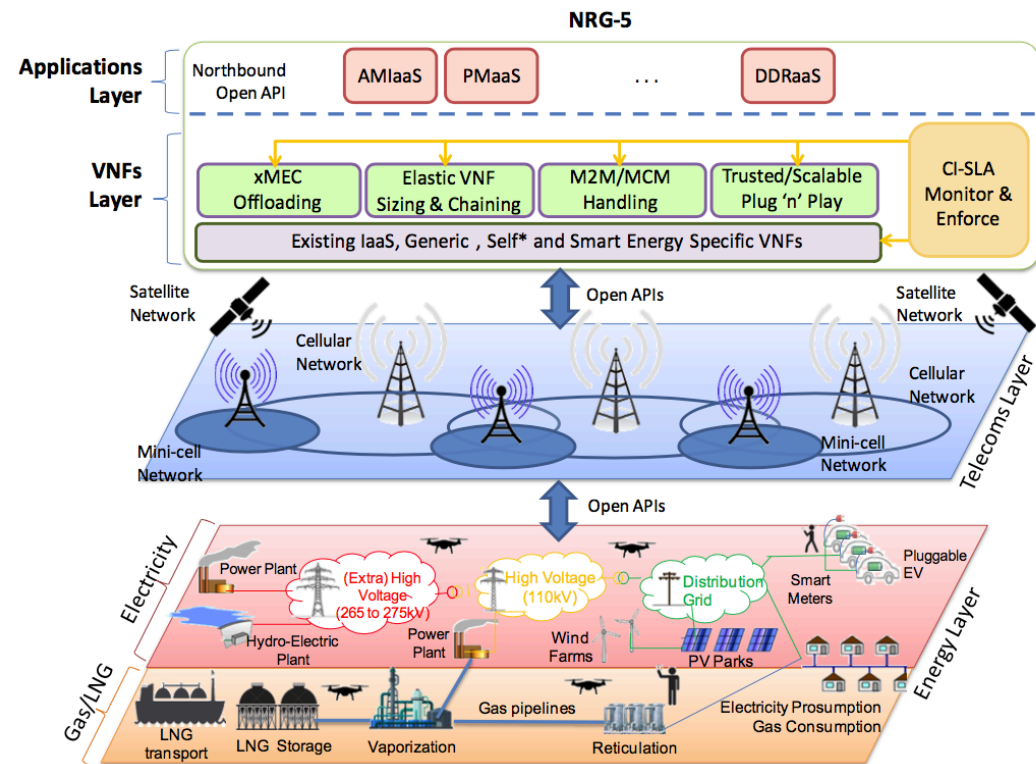 NRG-5
Applications
Layer
Northbound
Open API
AMIaaS
PMaaS
...
DDRaaS
VNFs
Layer
xMEC
Offloading
Elastic VNF
Sizing & Chaining
M2M/MCM
Handling
Trusted/Scalable
Plug ‘n’ Play
CI-SLA
Monitor &
Enforce
Existing IaaS, Generic , Self* and Smart Energy Specific VNFs
Open APIs
Satellite
Network
Satellite
Network
Cellular
Network
Cellular
Network
Mini-cell
Network
Mini-cell
Network
Telecoms Layer
Open APIs
Electricity
Power Plant
(Extra) High
Voltage
(265 to 275kV)
High Voltage
(110kV)
Distribution
Grid
Smart
Meters
Pluggable
EV
Hydro-Electric
Plant
Power
Plant
Wind
Farms
PV Parks
Energy Layer
Gas/LNG
LNG
transport
LNG Storage
Vaporization
Gas pipelines
Reticulation
Electricity Prosumption
Gas Consumption